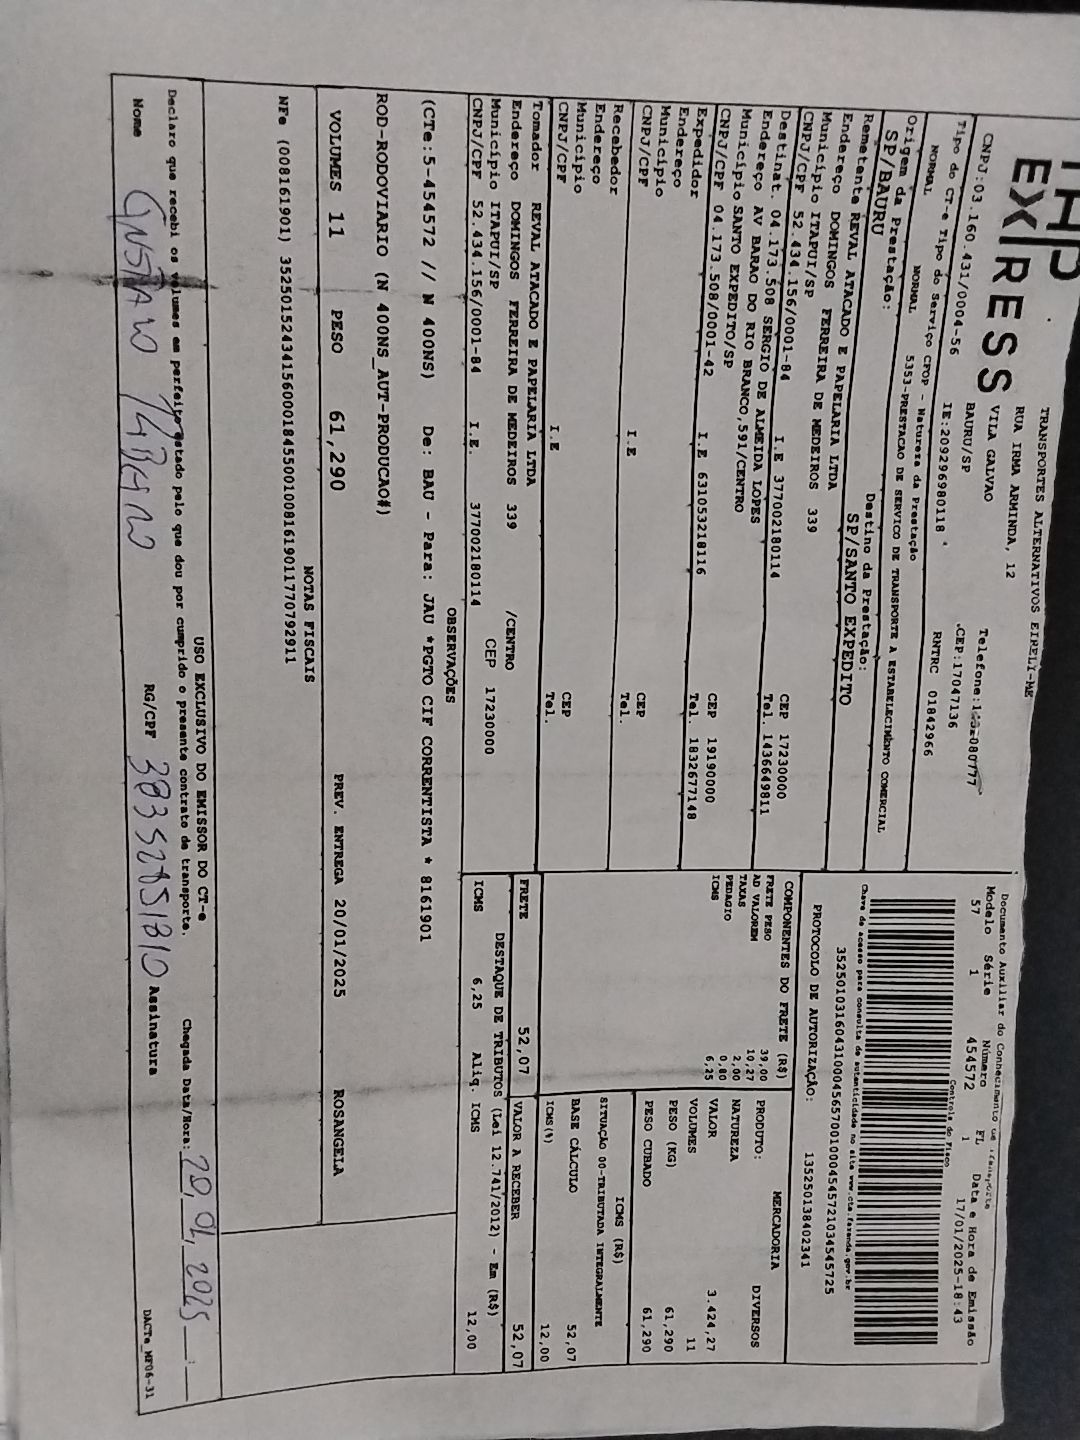 EX/RESS
TRANSPORTES ALTERNATIVOS EIRELI-ME
RUA IRMA ARMINDA, 12
VILA GALVAO
BAURU/SP
CEP:17047136
CNPJ:03.160.431/0004-56 IE:209296980118
Tipo do CT-e Tipo do Serviço CFOP - Natureza da Prestação RNTRC 01842966
NORMAL NORMAL 5353-PRESTACAO DE SERVICO DE TRANSPORTE A ESTABELECIMENTO COMERCIAL
Origem da Prestação: Destino da Prestação:
SP/BAURU SP/SANTO EXPEDITO
Remetente REVAL ATACADO E PAPELARIA LTDA
Endereço DOMINGOS FERREIRA DE MEDEIROS 339
Município ITAPUI/SP CEP 17230000
CNPJ/CPF 52.434.156/0001-84 I.E 377002180114 Tel. 1436649811
Destinat. 04.173.508 SERGIO DE ALMEIDA LOPES
Endereço AV BARAO DO RIO BRANCO,591/CENTRO
Município SANTO EXPEDITO/SP CEP 19190000
CNPJ/CPF 04.173.508/0001-42 I.E 631053218116 Tel. 1832677148
Expedidor
Endereço
Município CEP
CNPJ/CPF I.E Tel.
Recebedor
Endereço
Município CEP
CNPJ/CPF I.E Tel.
Tomador REVAL ATACADO E PAPELARIA LTDA
Endereço DOMINGOS FERREIRA DE MEDEIROS 339 /CENTRO
Município ITAPUI/SP CEP 17230000
CNPJ/CPF 52.434.156/0001-84 I.E. 377002180114
Documento Auxiliar do Conhecimento de Transporte
Modelo Série Número FL Data e Hora de Emissão
57 1 454572 1 17/01/2025-18:43
Controle do Fisco
Chave de acesso para consulta de autenticidade no site www.cte.fazenda.gov.br
PROTOCOLO DE AUTORIZAÇÃO: 135250138402341
COMPONENTES DO FRETE (R$)
FRETE PESO 39,00
AD VALOREM 10,27
TAXAS 2,00
PEDAGIO 0,80
ICMS 6,25
MERCADORIA
PRODUTO: DIVERSOS
NATUREZA
VALOR 3.424,27
VOLUMES 11
PESO (KG) 61,290
PESO CUBADO 61,290
ICMS (R$)
SITUAÇÃO 00-TRIBUTADA INTEGRALMENTE
BASE CÁLCULO 52,07
ICMS(%) 12,00
FRETE 52,07 VALOR A RECEBER 52,07
DESTAQUE DE TRIBUTOS (Lei 12.741/2012) - Em (R$)
ICMS 6,25 Aliq. ICMS 12,00
OBSERVAÇÕES
(CTe:5-454572 // N 400NS) De: BAU - Para: JAU *PGTO CIF CORRENTISTA * 8161901
ROD-RODOVIARIO (N 400NS_AUT-PRODUCAO#)
VOLUMES 11 PESO 61,290 PREV. ENTREGA 20/01/2025 ROSANGELA
NOTAS FISCAIS
NFe (008161901) 35250152434156000184550010081619011770792911
USO EXCLUSIVO DO EMISSOR DO CT-e
Declaro que recebi os volumes em perfeito estado pelo que dou por cumprido o presente contrato de transporte. Chegada Data/Hora: 20, 01, 2025 :
Nome RG/CPF Assinatura
DACTe_MF06-31